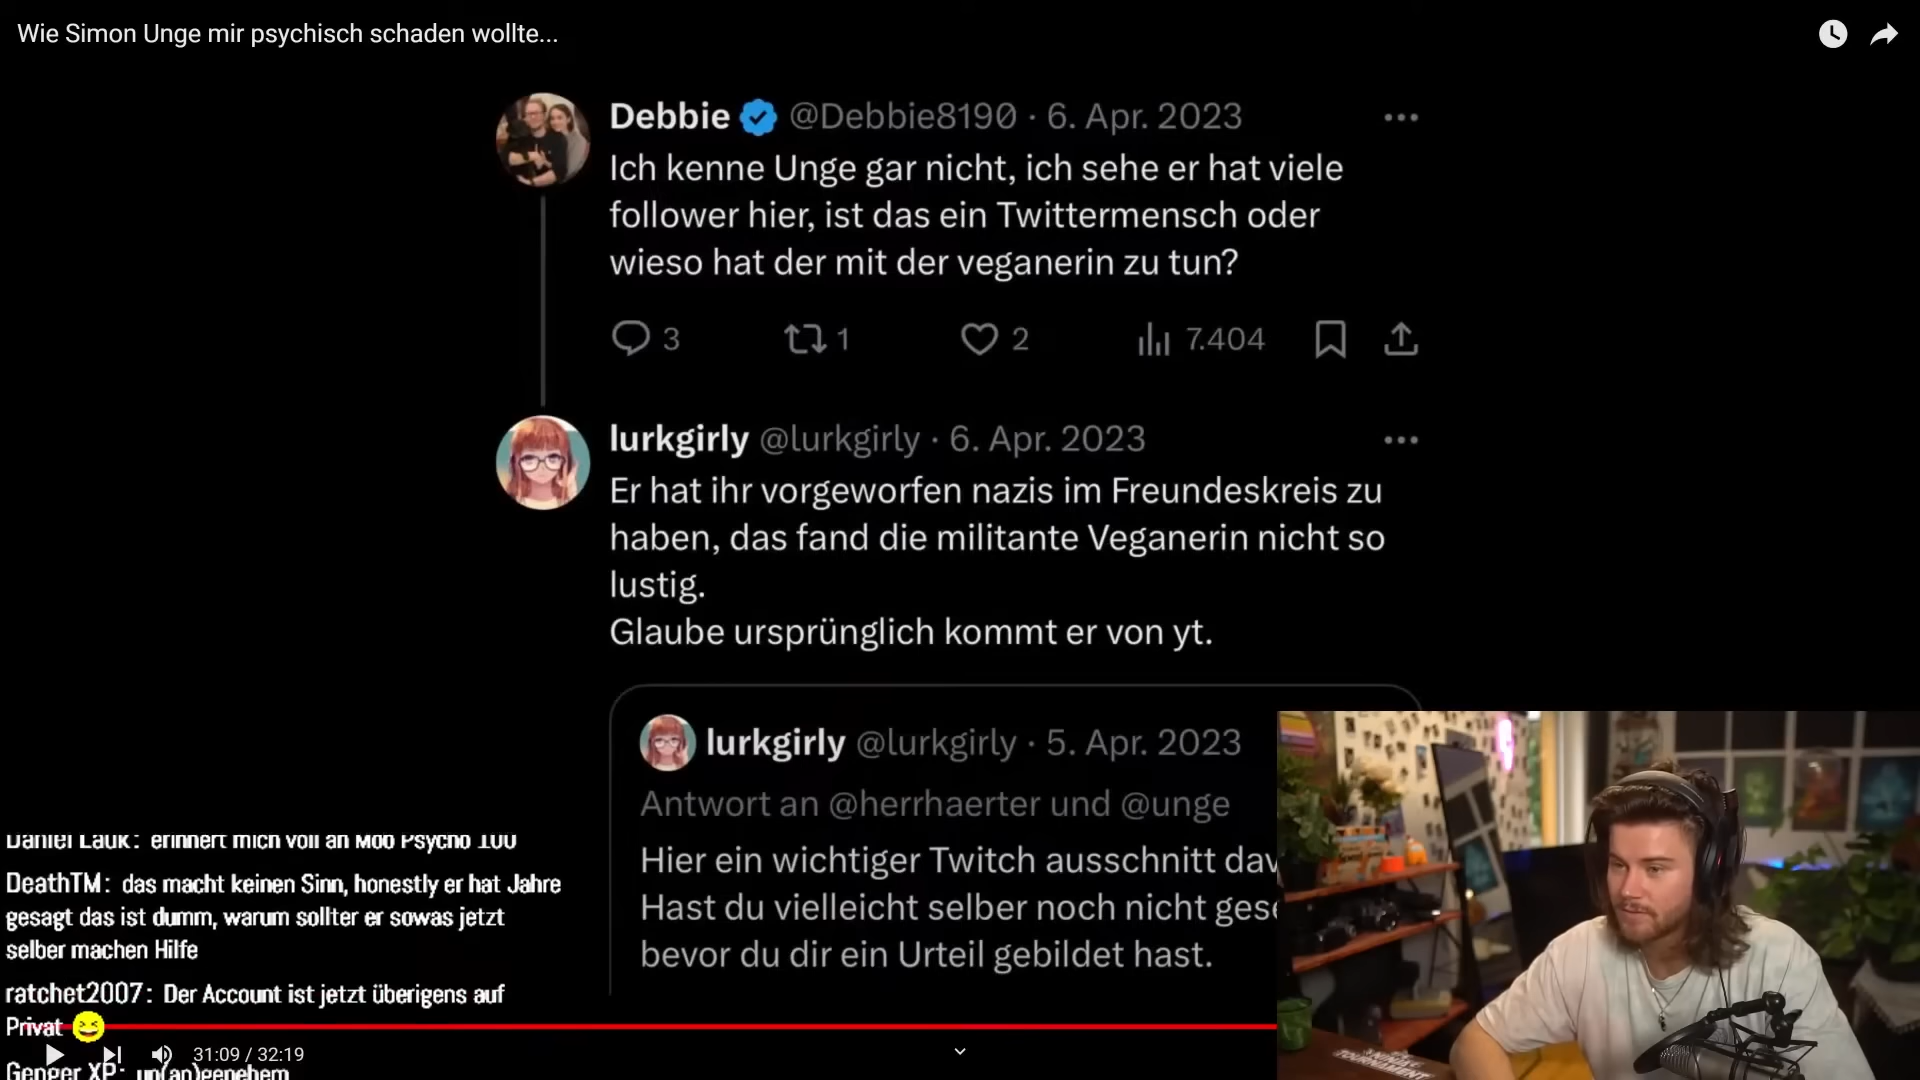 Wie Simon Unge mir psychisch schaden wollte...
Debbie @Debbie8190 · 6. Apr. 2023
Ich kenne Unge gar nicht, ich sehe er hat viele
follower hier, ist das ein Twittermensch oder
wieso hat der mit der veganerin zu tun?
3 1 2 7.404
lurkgirly @lurkgirly · 6. Apr. 2023
Er hat ihr vorgeworfen nazis im Freundeskreis zu
haben, das fand die militante Veganerin nicht so
lustig.
Glaube ursprünglich kommt er von yt.
lurkgirly @lurkgirly · 5. Apr. 2023
Antwort an @herrhaerter und @unge
Hier ein wichtiger Twitch ausschnitt dav
Hast du vielleicht selber noch nicht gese
bevor du dir ein Urteil gebildet hast.
Daniel Lauk: erinnert mich voll an Mob Psycho 100
DeathTM: das macht keinen Sinn, honestly er hat Jahre
gesagt das ist dumm, warum sollter er sowas jetzt
selber machen Hilfe
ratchet2007: Der Account ist jetzt überigens auf
Privat 😆
31:09 / 32:19
Genger XP: un(an)genehem
TOURNAMENT